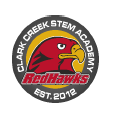 CLARK CREEK STEM ACADEMY
REDHAWKS
EST. 2012